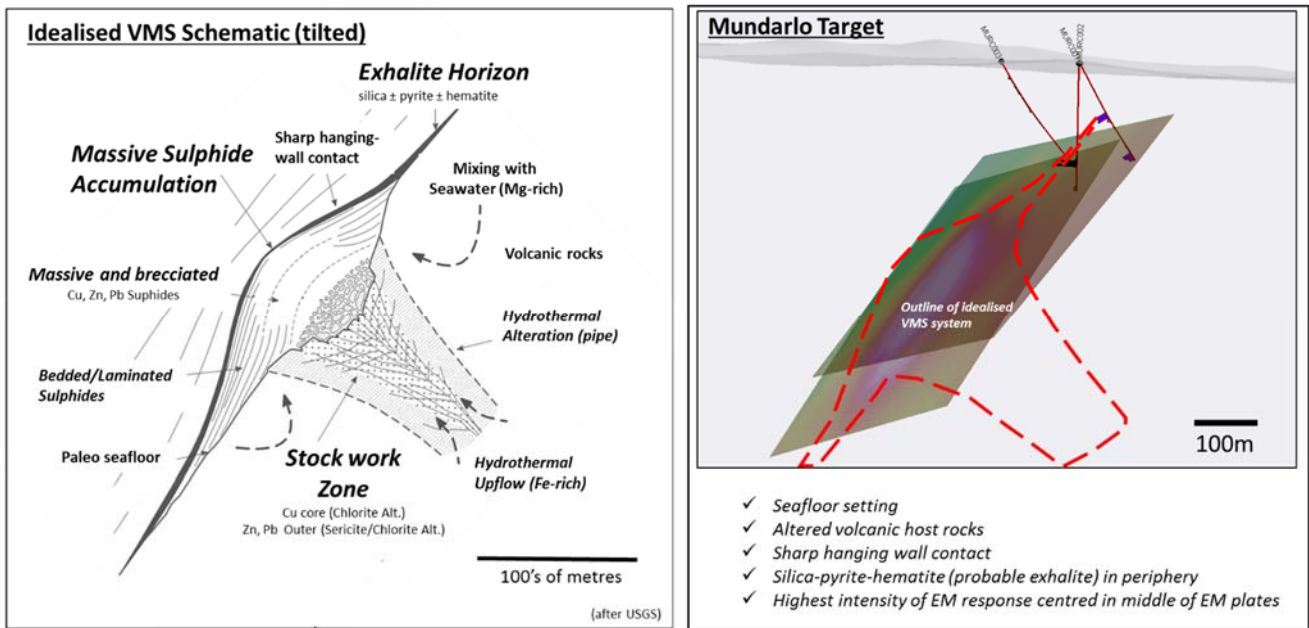 Idealised VMS Schematic (tilted)
Exhalite Horizon
silica ± pyrite ± hematite
Sharp hanging-
wall contact
Massive Sulphide
Accumulation
Mixing with
Seawater (Mg-rich)
Volcanic rocks
Massive and brecciated
Cu, Zn, Pb Suphides
Hydrothermal
Alteration (pipe)
Bedded/Laminated
Sulphides
Paleo seafloor
Stock work
Zone
Cu core (Chlorite Alt.)
Zn, Pb Outer (Sericite/Chlorite Alt.)
Hydrothermal
Upflow (Fe-rich)
100's of metres
(after USGS)
Mundarlo Target
Outline of idealised
VMS system
100m
✓ Seafloor setting
✓ Altered volcanic host rocks
✓ Sharp hanging wall contact
✓ Silica-pyrite-hematite (probable exhalite) in periphery
✓ Highest intensity of EM response centred in middle of EM plates